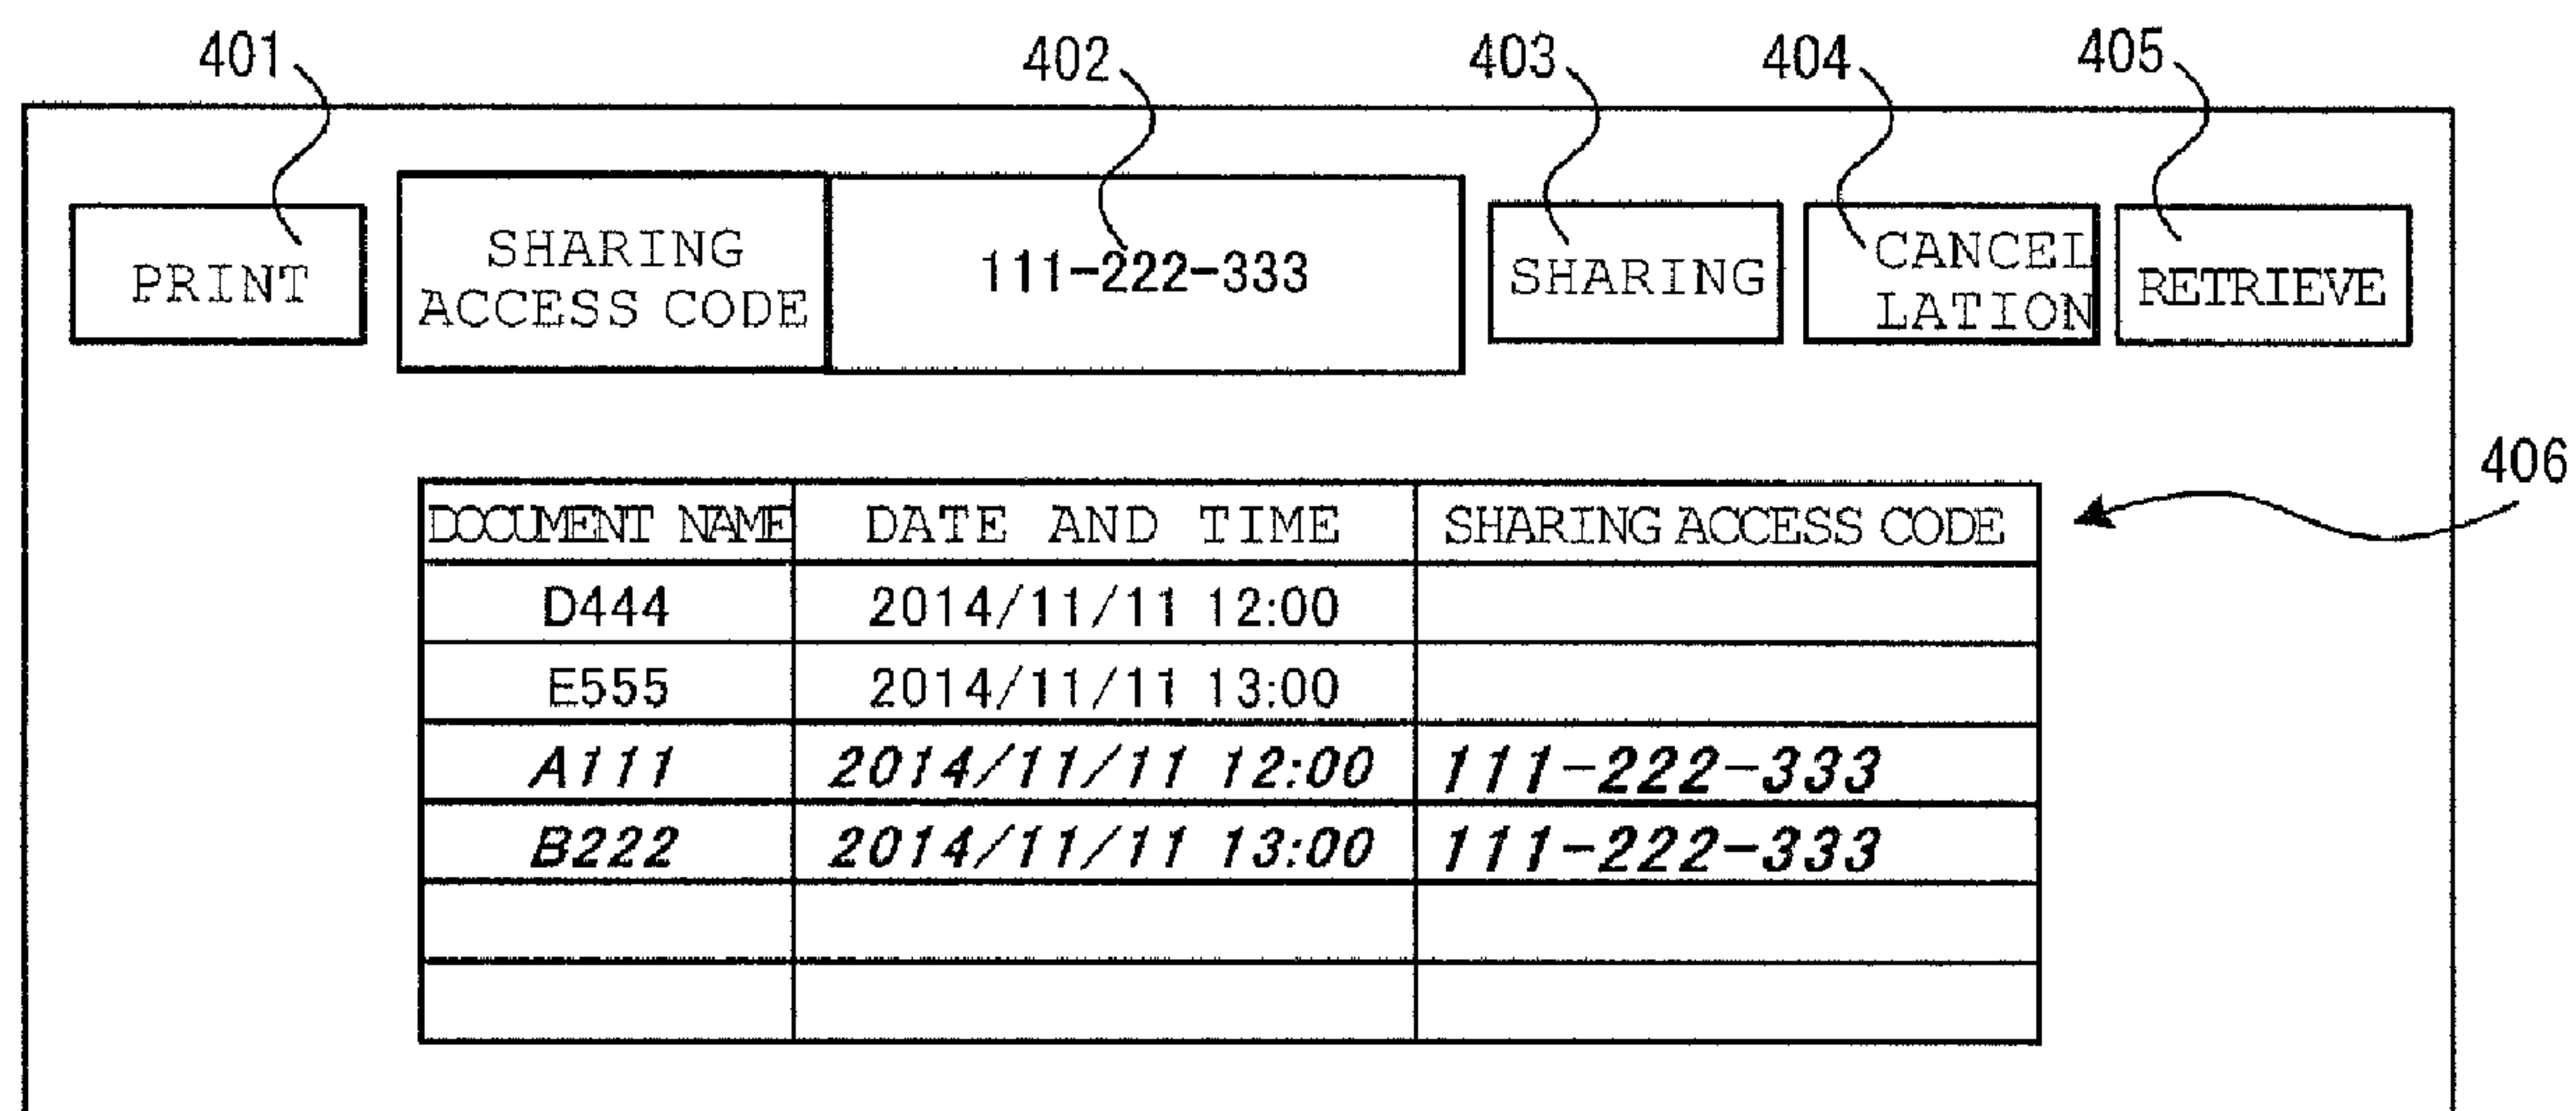 401 402 403 404 405
PRINT
SHARING
ACCESS CODE
111-222-333
SHARING
CANCEL
LATION
RETRIEVE
406
DOCUMENT NAME DATE AND TIME SHARING ACCESS CODE
D444 2014/11/11 12:00
E555 2014/11/11 13:00
A111 2014/11/11 12:00 111-222-333
B222 2014/11/11 13:00 111-222-333